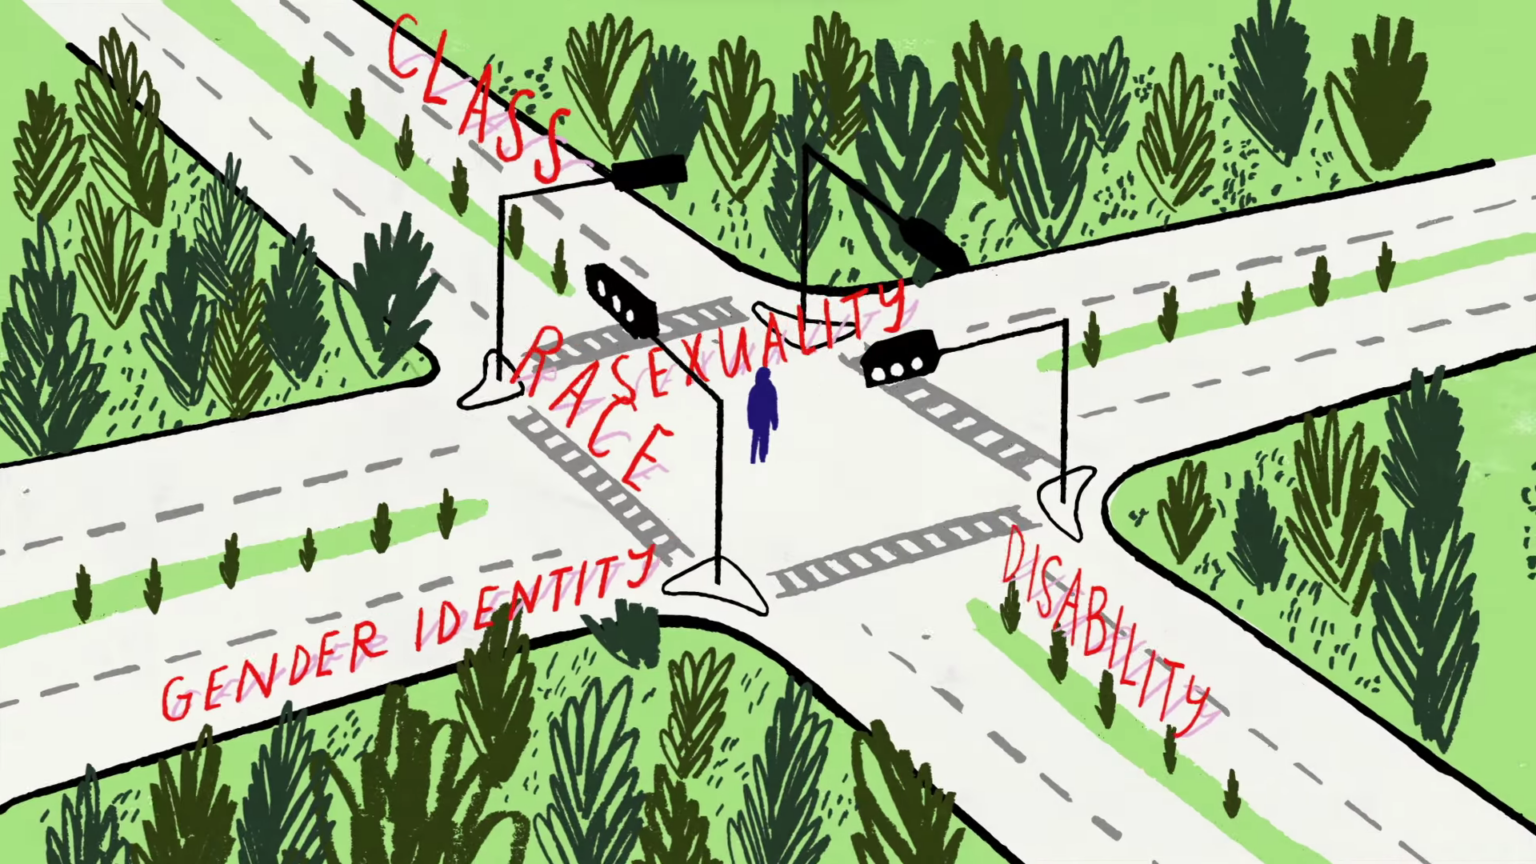 CLASS
SEXUALITY
RACE
GENDER IDENTITY
DISABILITY